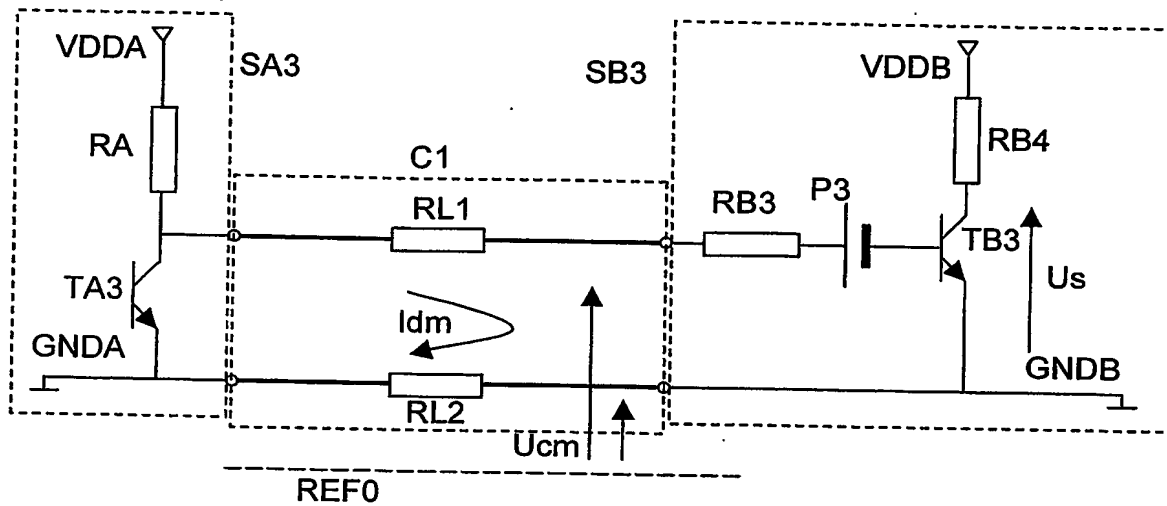 VDDA
SA3
SB3
VDDB
RA
C1
RB4
RL1
RB3
P3
TA3
TB3
Us
Idm
GNDA
GNDB
RL2
Ucm
REF0